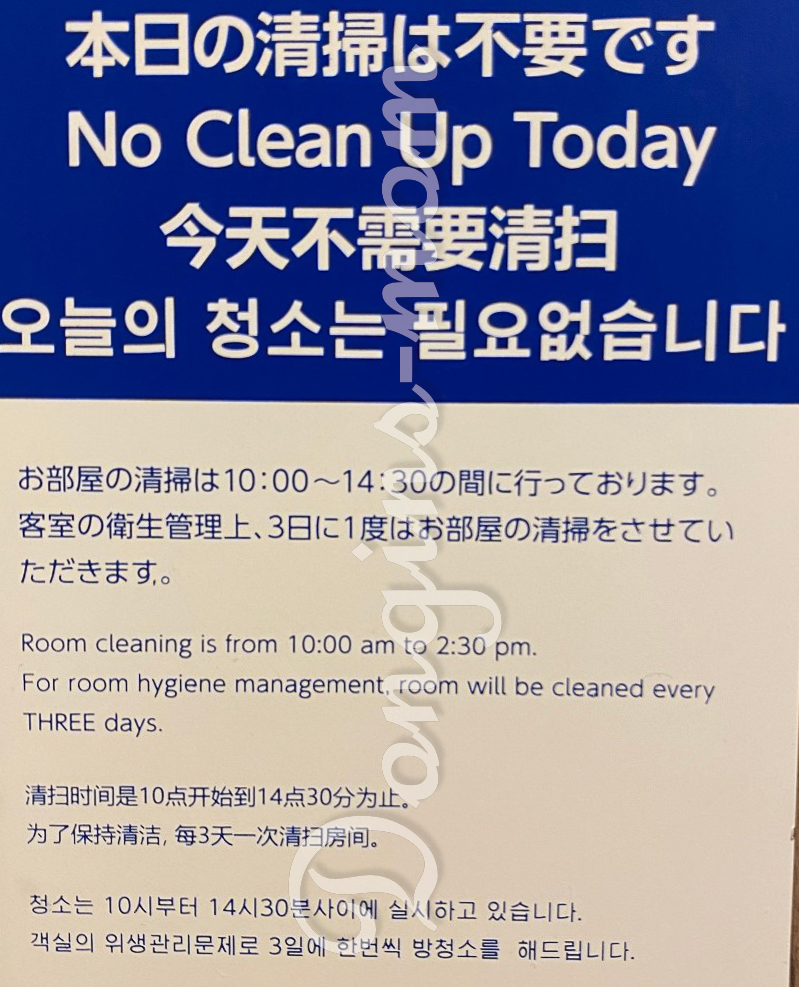 本日の清掃は不要です
No Clean Up Today
今天不需要清扫
오늘의 청소는 필요없습니다
お部屋の清掃は10：00～14：30の間に行っております。
客室の衛生管理上、3日に1度はお部屋の清掃をさせてい
ただきます。
Room cleaning is from 10:00 am to 2:30 pm.
For room hygiene management, room will be cleaned every
THREE days.
清扫时间是10点开始到14点30分为止。
为了保持清洁, 每3天一次清扫房间。
청소는 10시부터 14시30분사이에 실시하고 있습니다.
객실의 위생관리문제로 3일에 한번씩 방청소를 해드립니다.